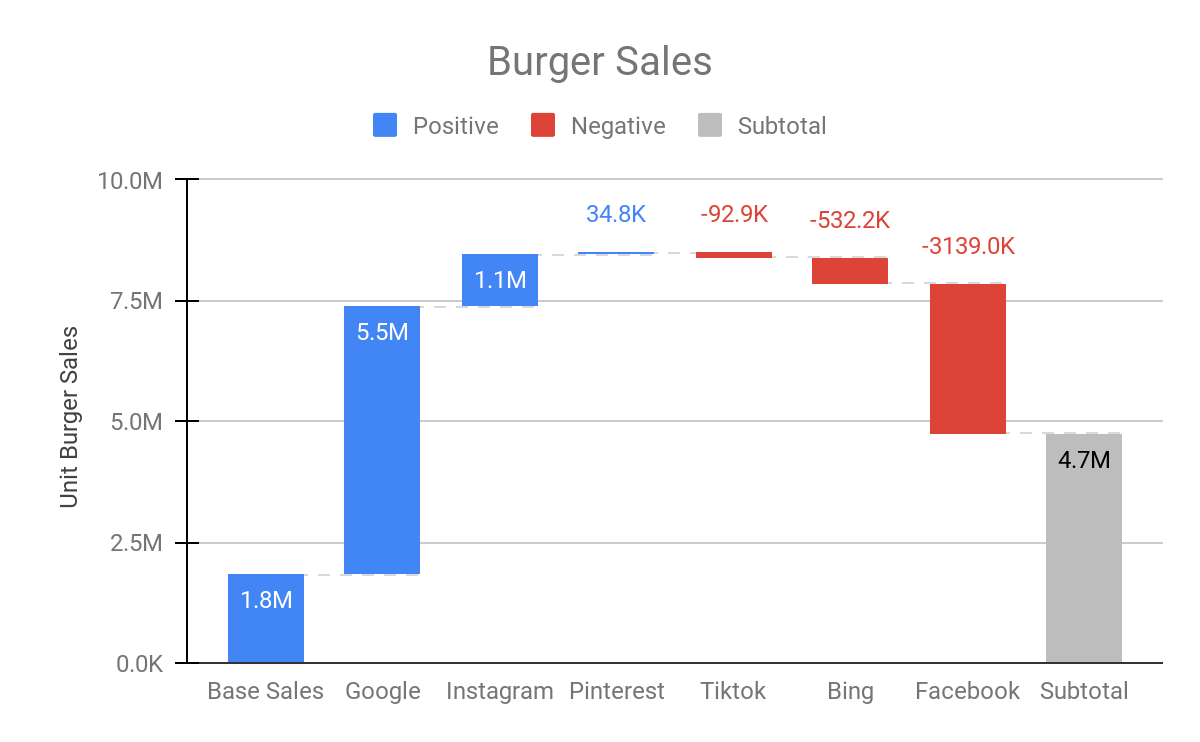 Burger Sales
Positive
Negative
Subtotal
Unit Burger Sales
10.0M
7.5M
5.0M
2.5M
0.0K
1.8M
5.5M
1.1M
34.8K
-92.9K
-532.2K
-3139.0K
4.7M
Base Sales
Google
Instagram
Pinterest
Tiktok
Bing
Facebook
Subtotal